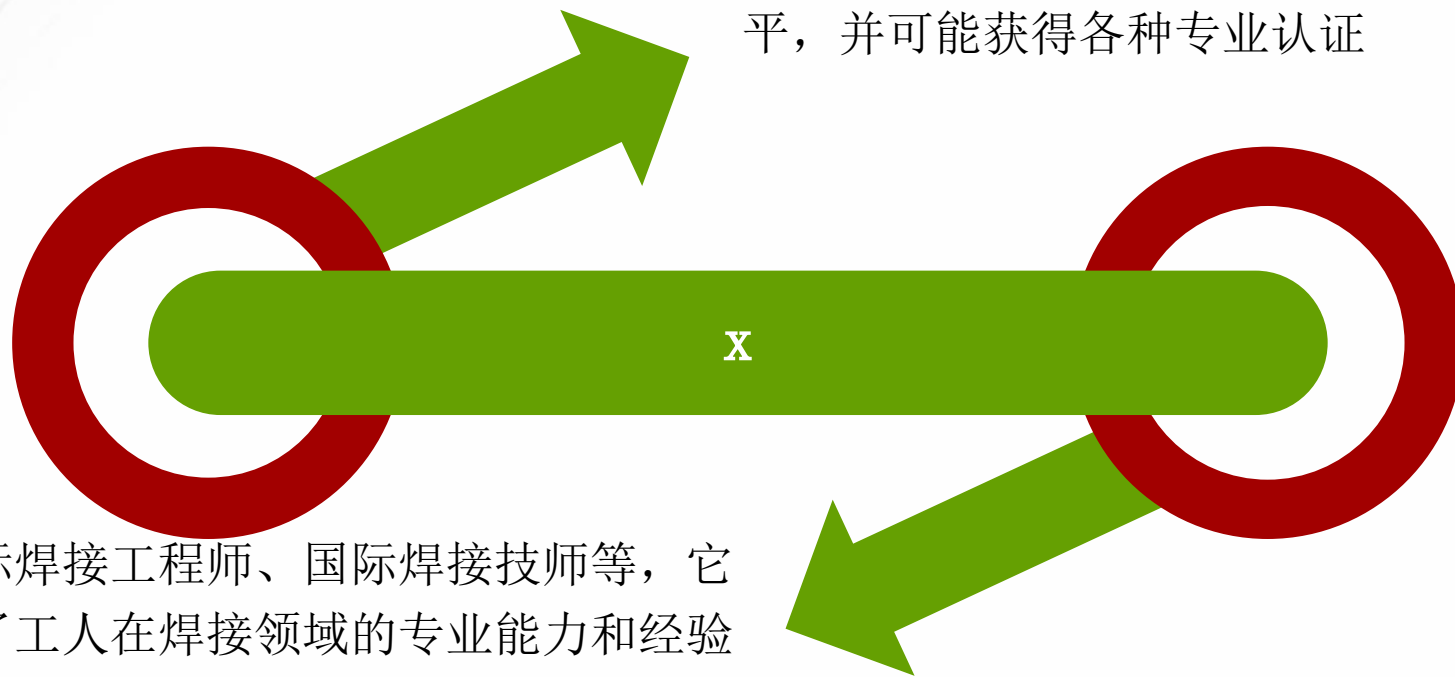 平，并可能获得各种专业认证
x
焊接工程师、国际焊接技师等，它
工人在焊接领域的专业能力和经验